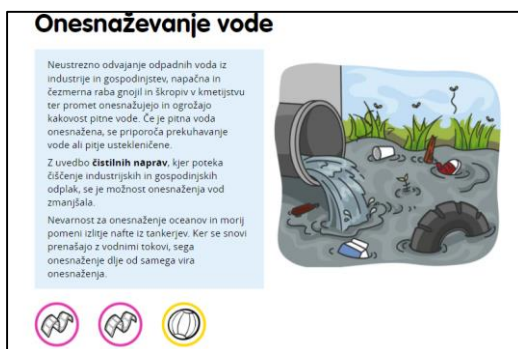 Onesnaževanje vode
Neustrezno odvajanje odpadnih voda iz
industrije in gospodinjstev, napačna in
čezmerna raba gnojil in škropiv v kmetijstvu
ter promet onesnažujejo in ogrožajo
kakovost pitne vode. Če je pitna voda
onesnažena, se priporoča prekuhavanje
vode ali pitje ustekleničene.
Z uvedbo čistilnih naprav, kjer poteka
čiščenje industrijskih in gospodinjskih
odplak, se je možnost onesnaženja vod
zmanjšala.
Nevarnost za onesnaženje oceanov in morij
pomeni izlitje nafte iz tankerjev. Ker se snovi
prenašajo z vodnimi tokovi, sega
onesnaženje dlje od samega vira
onesnaženja.